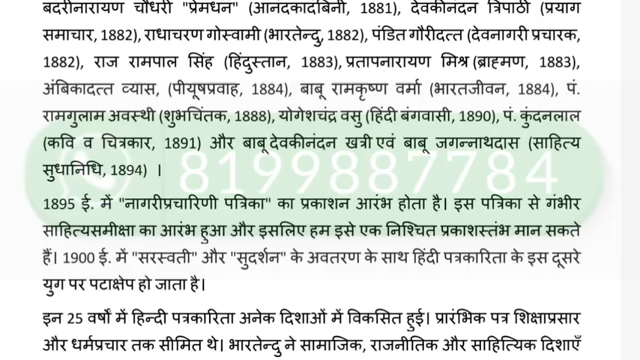 बदरीनारायण चौधरी "प्रेमधन" (आनंदकादंबिनी, 1881), देवकीनंदन त्रिपाठी (प्रयाग
समाचार, 1882), राधाचरण गोस्वामी (भारतेन्दु, 1882), पंडित गौरीदत्त (देवनागरी प्रचारक,
1882), राज रामपाल सिंह (हिंदुस्तान, 1883), प्रतापनारायण मिश्र (ब्राह्मण, 1883),
अंबिकादत्त व्यास, (पीयूषप्रवाह, 1884), बाबू रामकृष्ण वर्मा (भारतजीवन, 1884), पं.
रामगुलाम अवस्थी (शुभचिंतक, 1888), योगेशचंद्र वसु (हिंदी बंगवासी, 1890), पं. कुंदनलाल
(कवि व चित्रकार, 1891) और बाबू देवकीनंदन खत्री एवं बाबू जगन्नाथदास (साहित्य
सुधानिधि, 1894) ।
8199887784
1895 ई. में "नागरीप्रचारिणी पत्रिका" का प्रकाशन आरंभ होता है। इस पत्रिका से गंभीर
साहित्यसमीक्षा का आरंभ हुआ और इसलिए हम इसे एक निश्चित प्रकाशस्तंभ मान सकते
हैं। 1900 ई. में "सरस्वती" और "सुदर्शन" के अवतरण के साथ हिंदी पत्रकारिता के इस दूसरे
युग पर पटाक्षेप हो जाता है।
इन 25 वर्षों में हिन्दी पत्रकारिता अनेक दिशाओं में विकसित हुई। प्रारंभिक पत्र शिक्षाप्रसार
और धर्मप्रचार तक सीमित थे। भारतेन्दु ने सामाजिक, राजनीतिक और साहित्यिक दिशाएँ